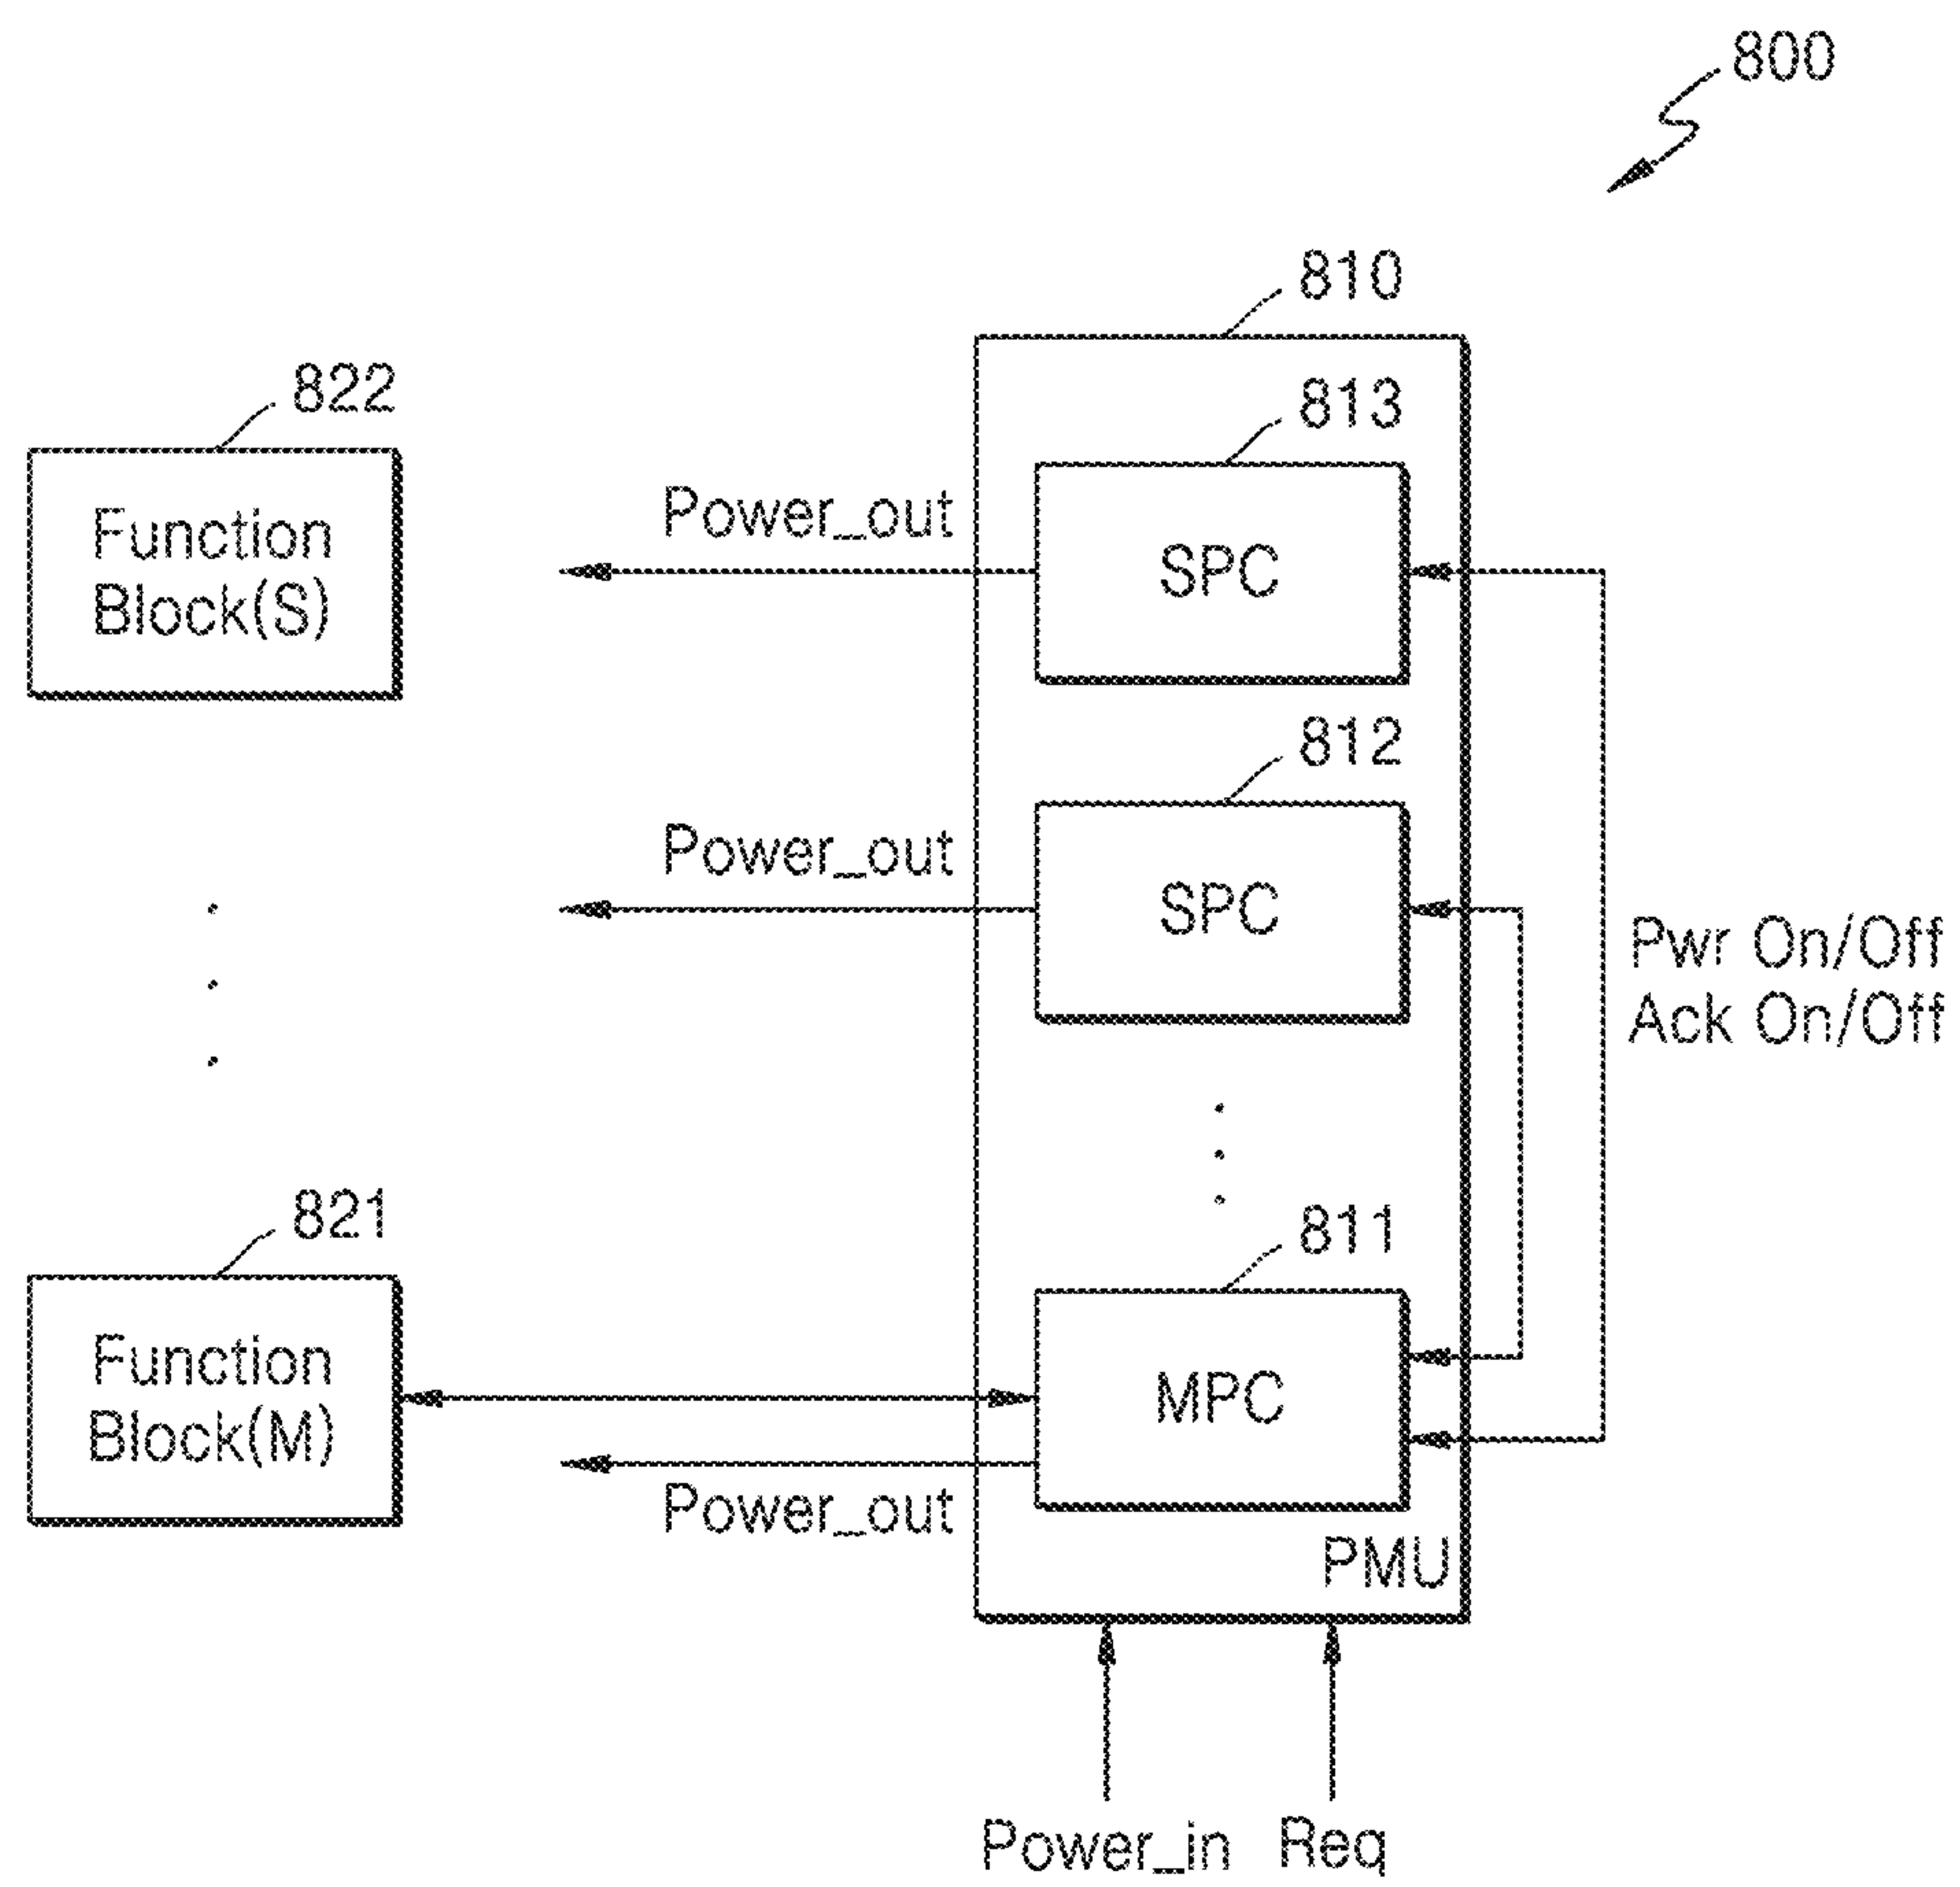 800
810
822
813
Function
Block(S)
Power_out
SPC
812
Power_out
SPC
Pwr On/Off
Ack On/Off
821
811
Function
Block(M)
MPC
Power_out
PMU
Power_in
Req